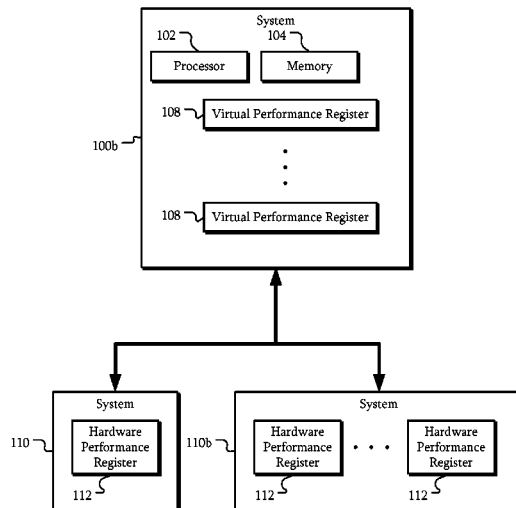 System
102
104
Processor
Memory
108
Virtual Performance Register
100b
108
Virtual Performance Register
System
System
110
Hardware
Performance
Register
112
110b
Hardware
Performance
Register
112
Hardware
Performance
Register
112